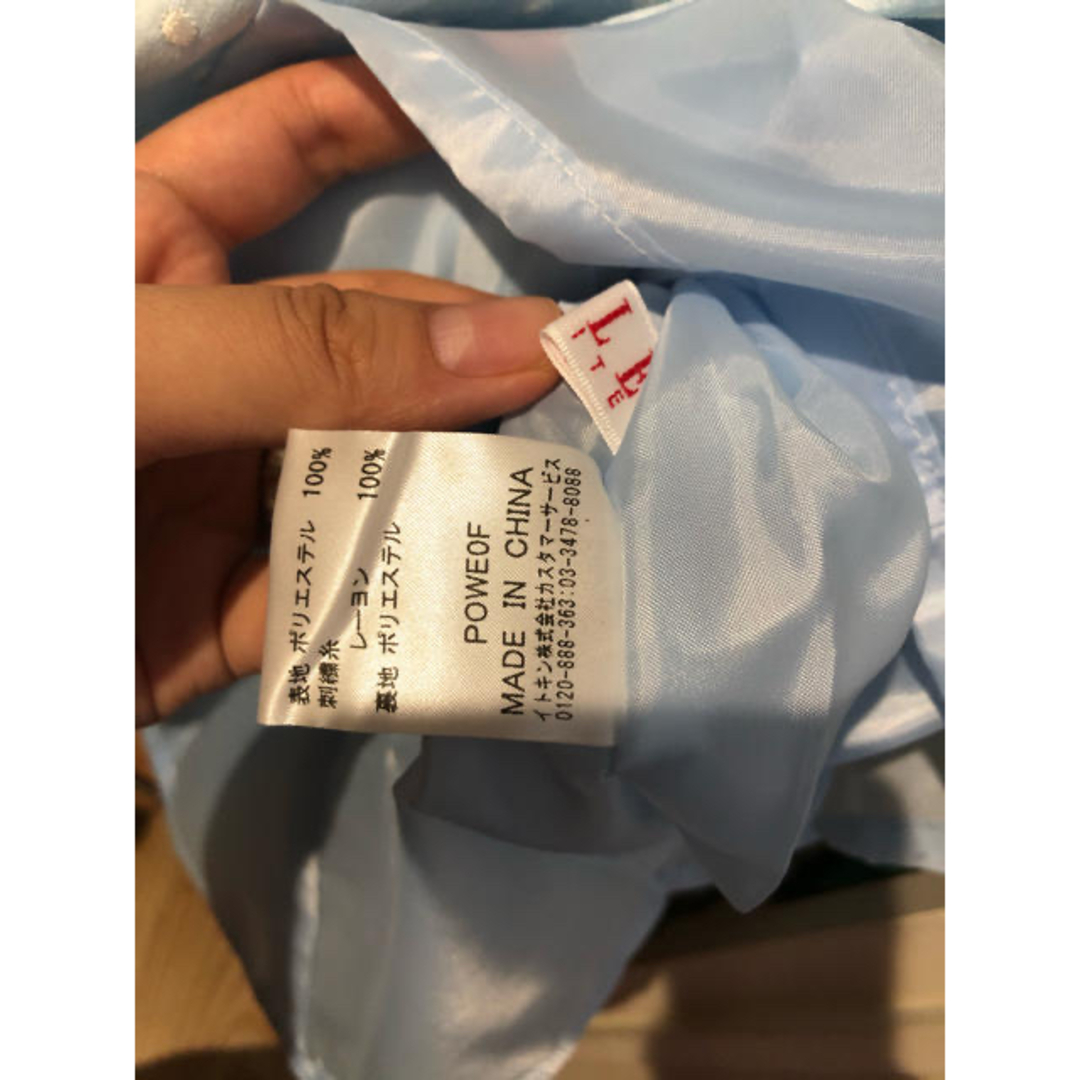 表地 ポリエステル 100%
刺繍糸
レーヨン 100%
裏地 ポリエステル
POWE0F
MADE IN CHINA
イトキン株式会社カスタマーサービス
0120-888-363:03-3478-8088
L E
I T E